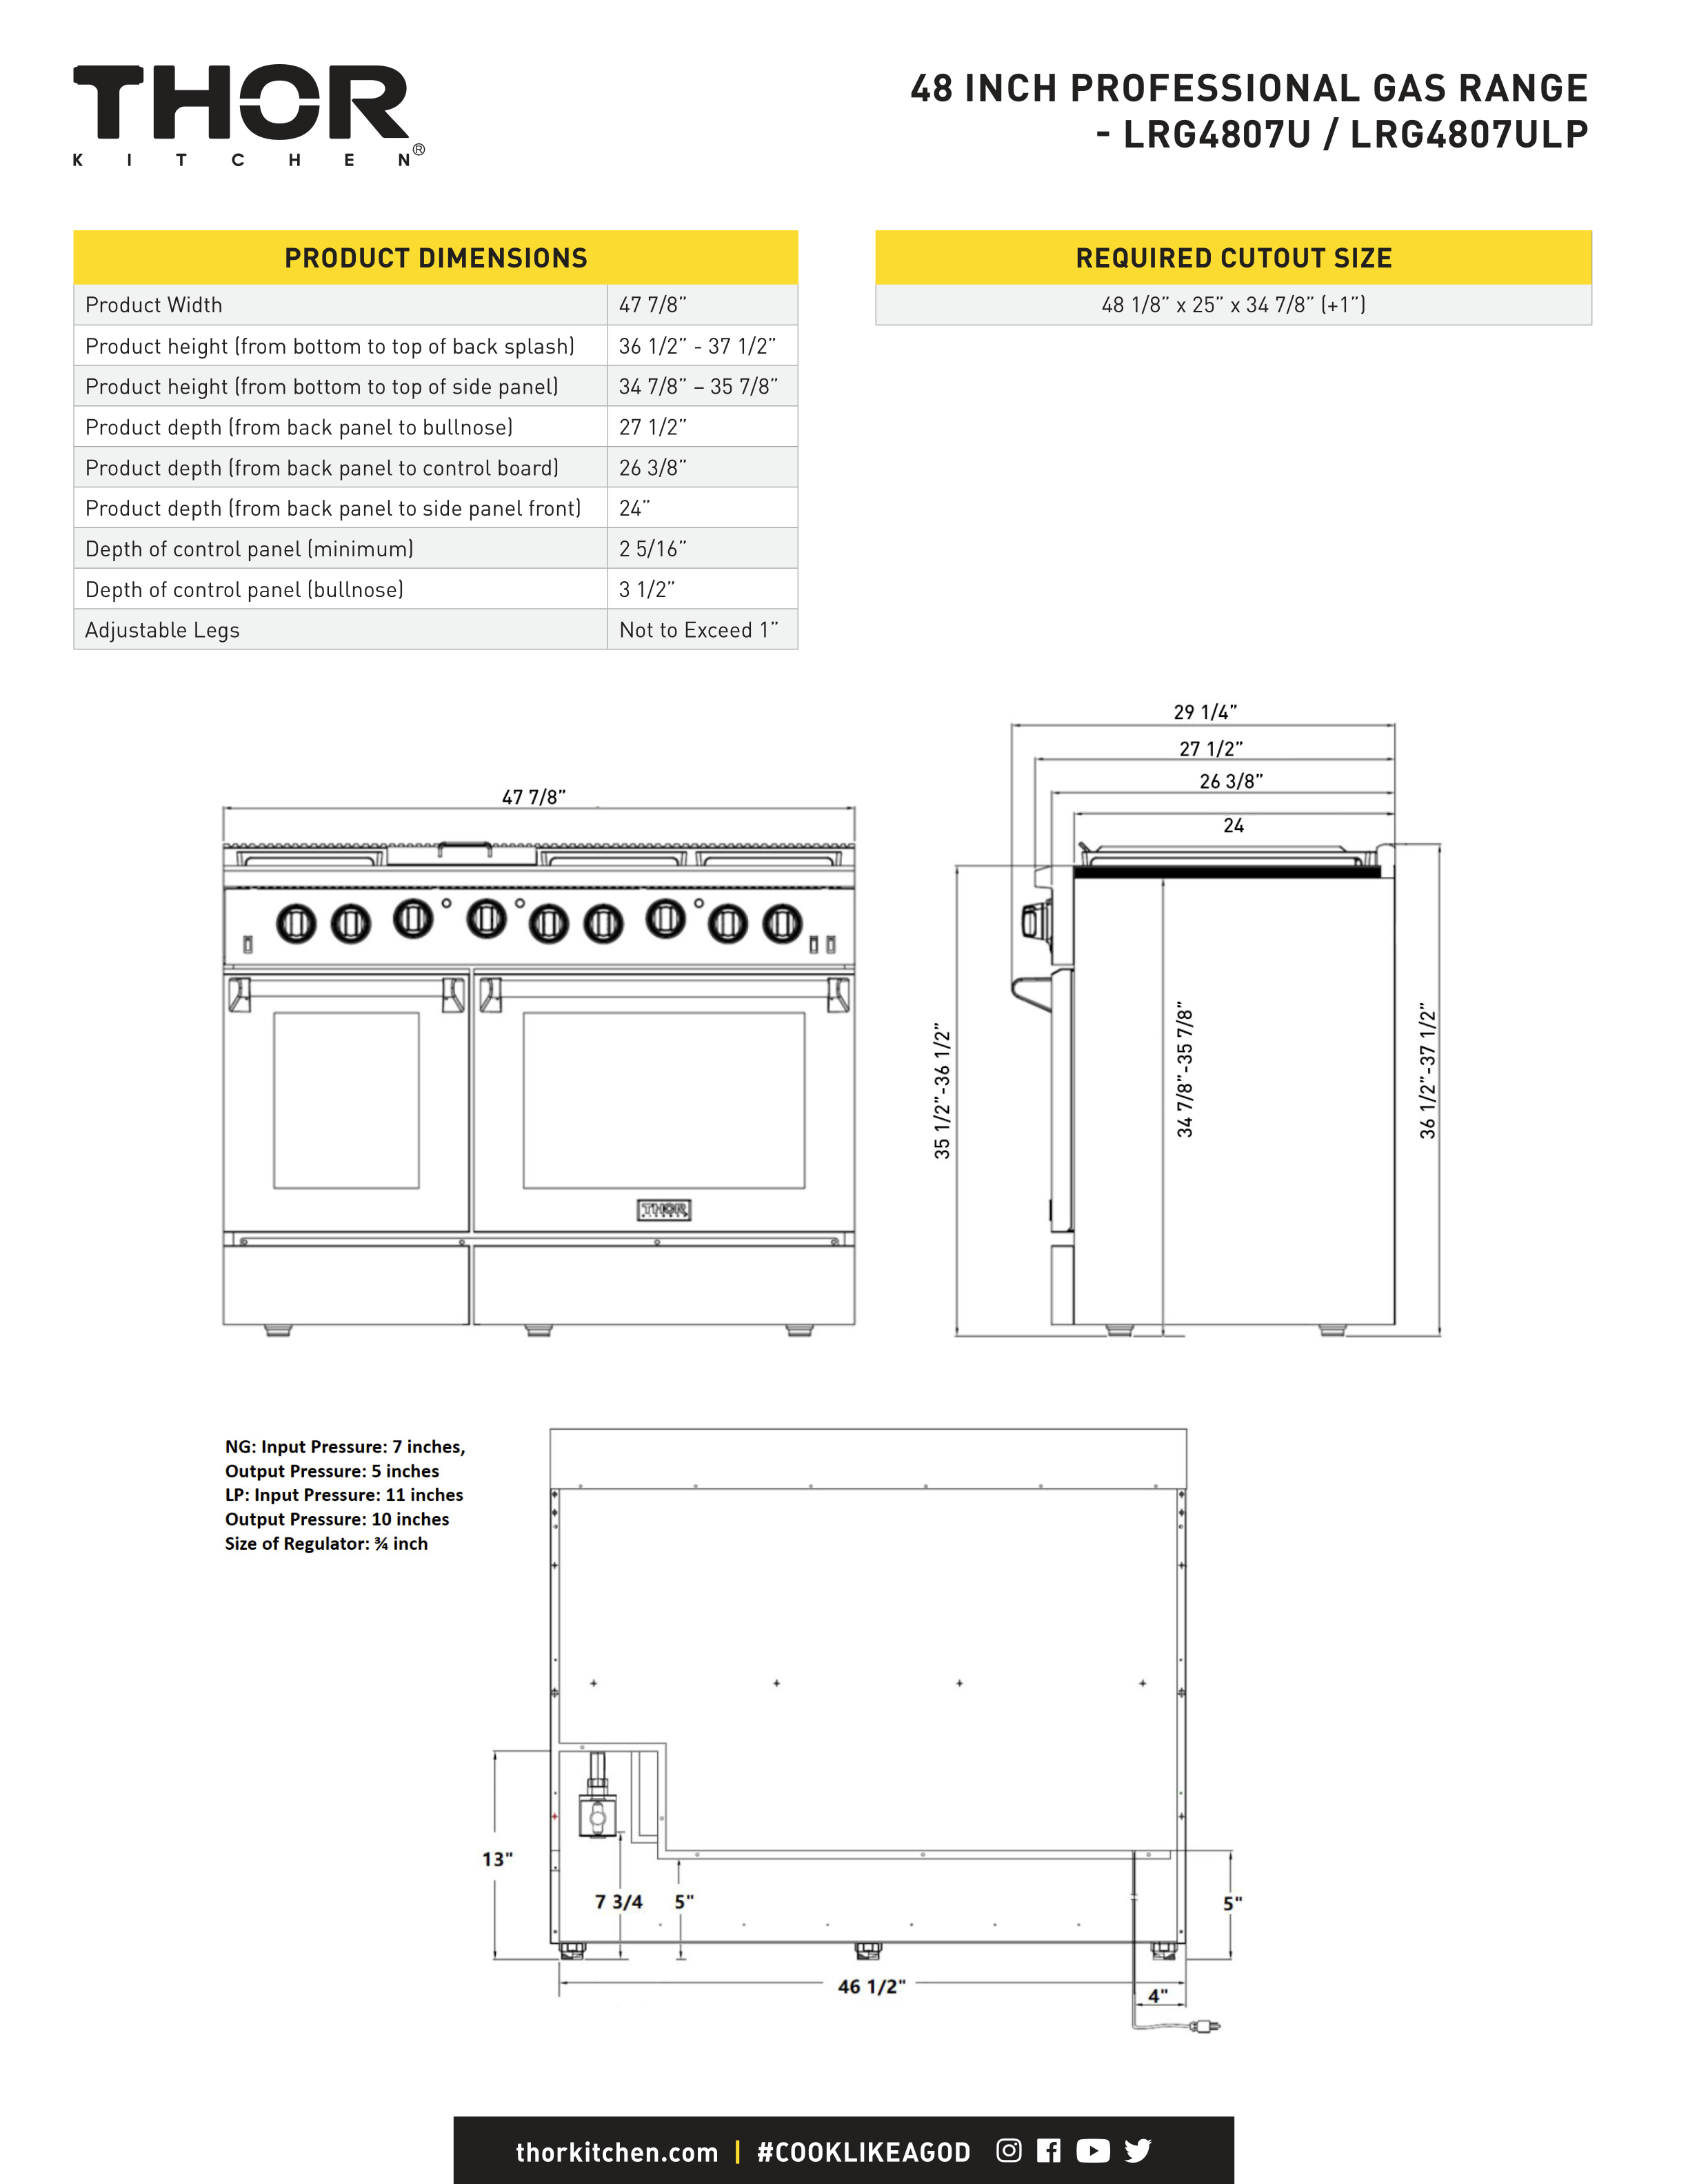 THOR
KITCHEN®
48 INCH PROFESSIONAL GAS RANGE
- LRG4807U / LRG4807ULP
PRODUCT DIMENSIONS
Product Width 47 7/8”
Product height (from bottom to top of back splash) 36 1/2” - 37 1/2”
Product height (from bottom to top of side panel) 34 7/8” – 35 7/8”
Product depth (from back panel to bullnose) 27 1/2”
Product depth (from back panel to control board) 26 3/8”
Product depth (from back panel to side panel front) 24”
Depth of control panel (minimum) 2 5/16”
Depth of control panel (bullnose) 3 1/2”
Adjustable Legs Not to Exceed 1”
REQUIRED CUTOUT SIZE
48 1/8” x 25” x 34 7/8” (+1”)
47 7/8”
THOR
KITCHEN
29 1/4”
27 1/2”
26 3/8”
24
35 1/2”-36 1/2”
34 7/8”-35 7/8”
36 1/2”-37 1/2”
NG: Input Pressure: 7 inches,
Output Pressure: 5 inches
LP: Input Pressure: 11 inches
Output Pressure: 10 inches
Size of Regulator: ¾ inch
13"
7 3/4
5"
5"
46 1/2"
4"
thorkitchen.com | #COOKLIKEAGOD